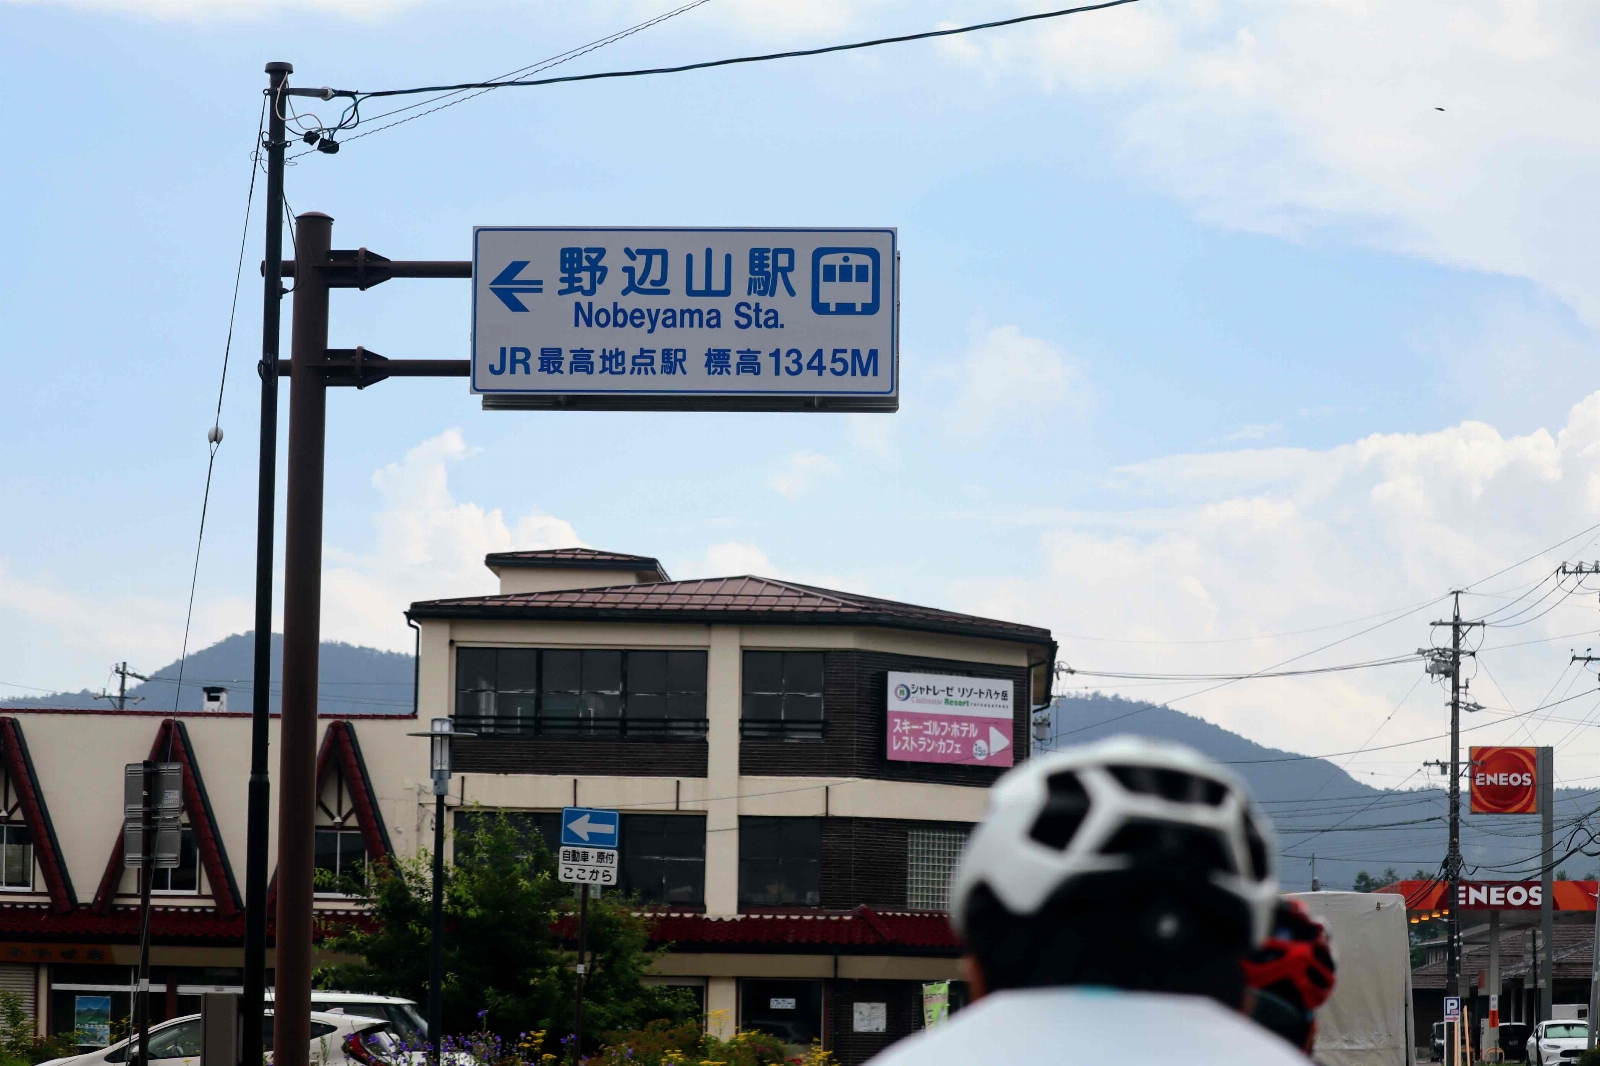 野辺山駅
Nobeyama Sta.
JR最高地点駅 標高1345M
シャトレーゼ リゾート八ヶ岳
Chateraise Resort YATSUGATAKE
スキー・ゴルフ・ホテル
レストラン・カフェ
自動車・原付
ここから
ENEOS
ENEOS
P